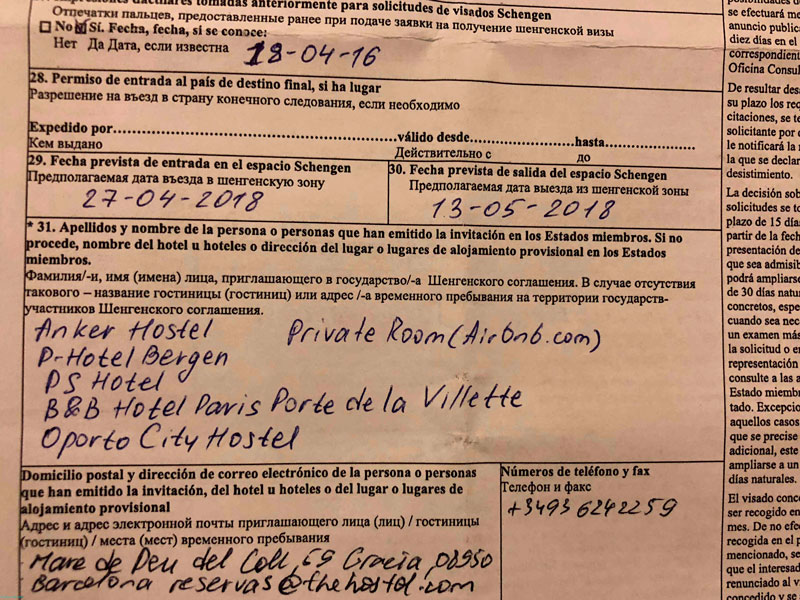 dactilares tomadas anteriormente para solicitudes de visados Schengen
Отпечатки пальцев, предоставленные ранее при подаче заявки на получение шенгенской визы
No Sí. Fecha, fecha, si se conoce:
Нет Да Дата, если известна
18-04-16
28. Permiso de entrada al país de destino final, si ha lugar
Разрешение на въезд в страну конечного следования, если необходимо
Expedido por..............................válido desde....................hasta....................
Кем выдано Действительно с до
29. Fecha prevista de entrada en el espacio Schengen
Предполагаемая дата въезда в шенгенскую зону
27-04-2018
30. Fecha prevista de salida del espacio Schengen
Предполагаемая дата выезда из шенгенской зоны
13-05-2018
* 31. Apellidos y nombre de la persona o personas que han emitido la invitación en los Estados miembros. Si no
procede, nombre del hotel u hoteles o dirección del lugar o lugares de alojamiento provisional en los Estados
miembros.
Фамилия/-и, имя (имена) лица, приглашающего в государство/-а Шенгенского соглашения. В случае отсутствия
такового – название гостиницы (гостиниц) или адрес /-а временного пребывания на территории государств-
участников Шенгенского соглашения.
Anker Hostel Private Room (Airbnb.com)
P-Hotel Bergen
PS Hotel
B&B Hotel Paris Porte de la Villette
Oporto City Hostel
Domicilio postal y dirección de correo electrónico de la persona o personas
que han emitido la invitación, del hotel u hoteles o del lugar o lugares de
alojamiento provisional
Адрес и адрес электронной почты приглашающего лица (лиц) / гостиницы
(гостиниц) / места (мест) временного пребывания
Mare de Deu del Coll, 69 Gracia, 08950
Barcelona reservas@thehostel.com
Números de teléfono y fax
Телефон и факс
+3493 6242259
se efectuará mo
anuncio public
diez días en el
correspondient
Oficina Consul
De resultar des
su plazo los rec
citaciones, se te
solicitante por d
le notificará la r
la que se declar
desistimiento.
La decisión sob
solicitudes se to
plazo de 15 días
partir de la fech
presentación de
que sea admisib
podrá ampliarse
de 30 días natur
concretos, espe
cuando sea nec
un examen más
la solicitud o en
representación
consulte a las a
Estado miembr
tado. Excepcio
aquellos casos
que se precise
adicional, este
ampliarse a un
días naturales.
El visado conc
ser recogido en
mes. De no efe
recogida en el p
mencionado, se
que el interesad
renunciado al v
concedido y se